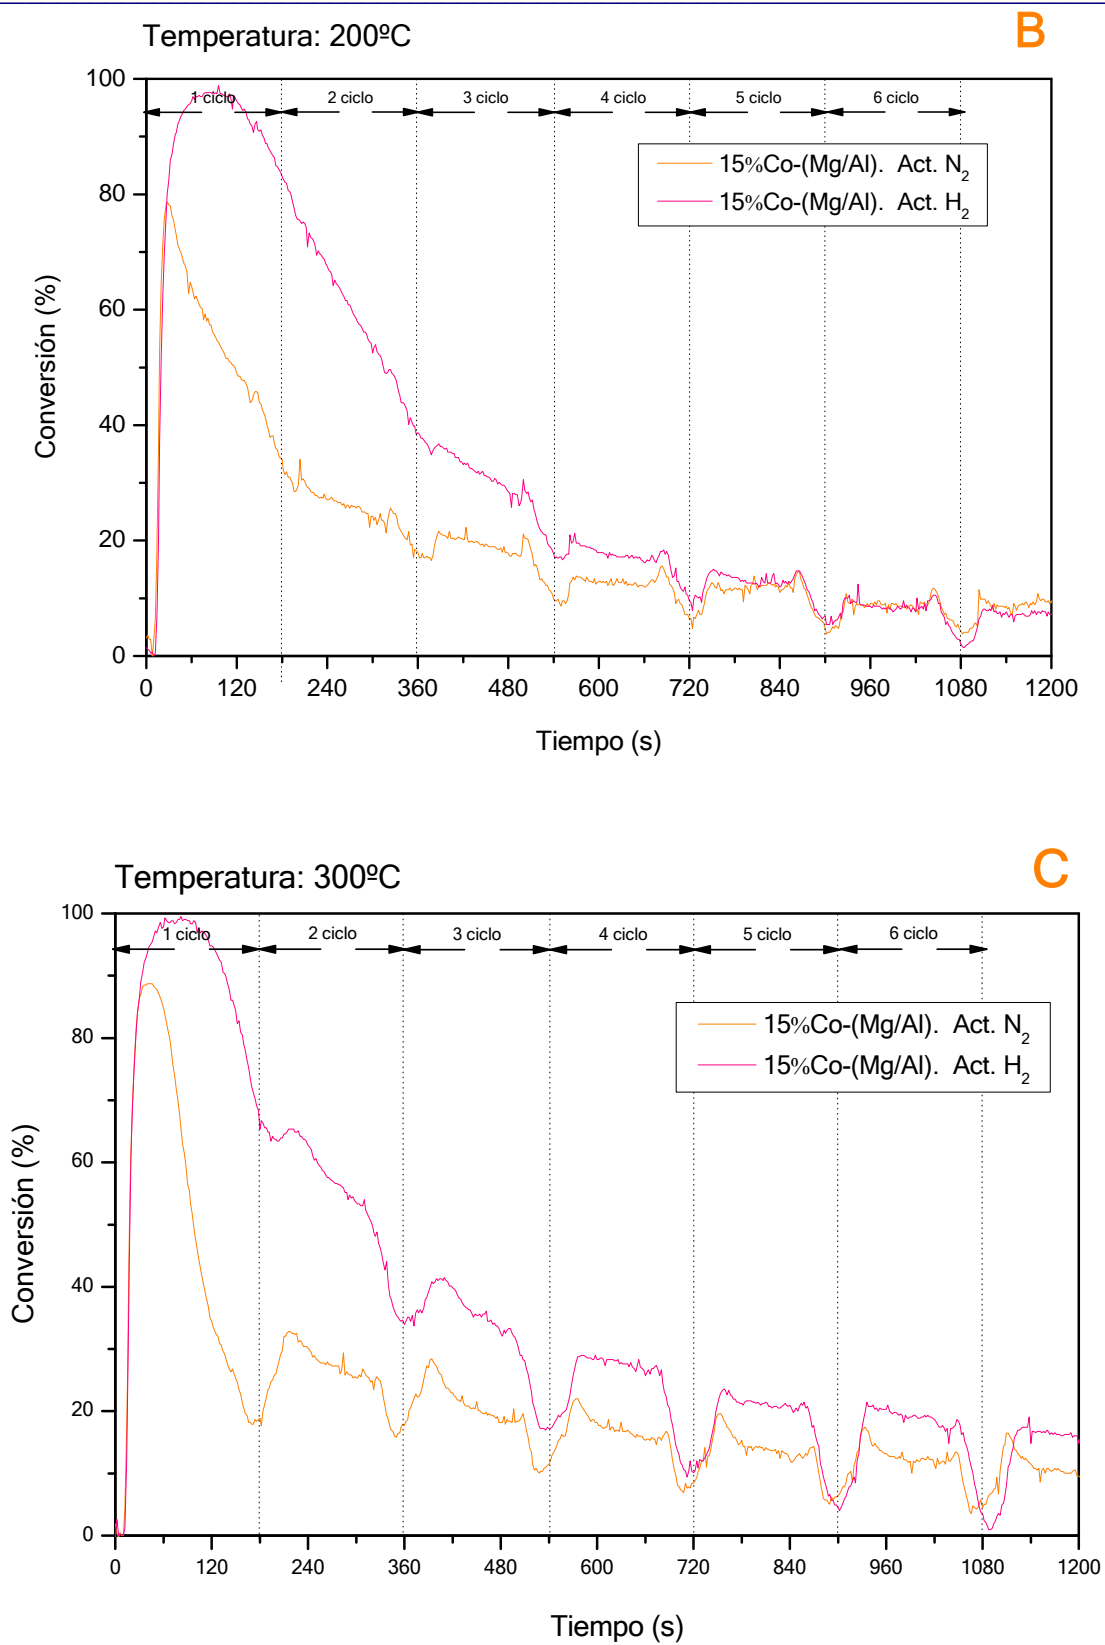 Temperatura: 200ºC
B
100
80
60
40
20
0
Conversión (%)
1 ciclo 2 ciclo 3 ciclo 4 ciclo 5 ciclo 6 ciclo
15%Co-(Mg/Al). Act. N2
15%Co-(Mg/Al). Act. H2
0 120 240 360 480 600 720 840 960 1080 1200
Tiempo (s)
Temperatura: 300ºC
C
100
80
60
40
20
0
Conversión (%)
1 ciclo 2 ciclo 3 ciclo 4 ciclo 5 ciclo 6 ciclo
15%Co-(Mg/Al). Act. N2
15%Co-(Mg/Al). Act. H2
0 120 240 360 480 600 720 840 960 1080 1200
Tiempo (s)